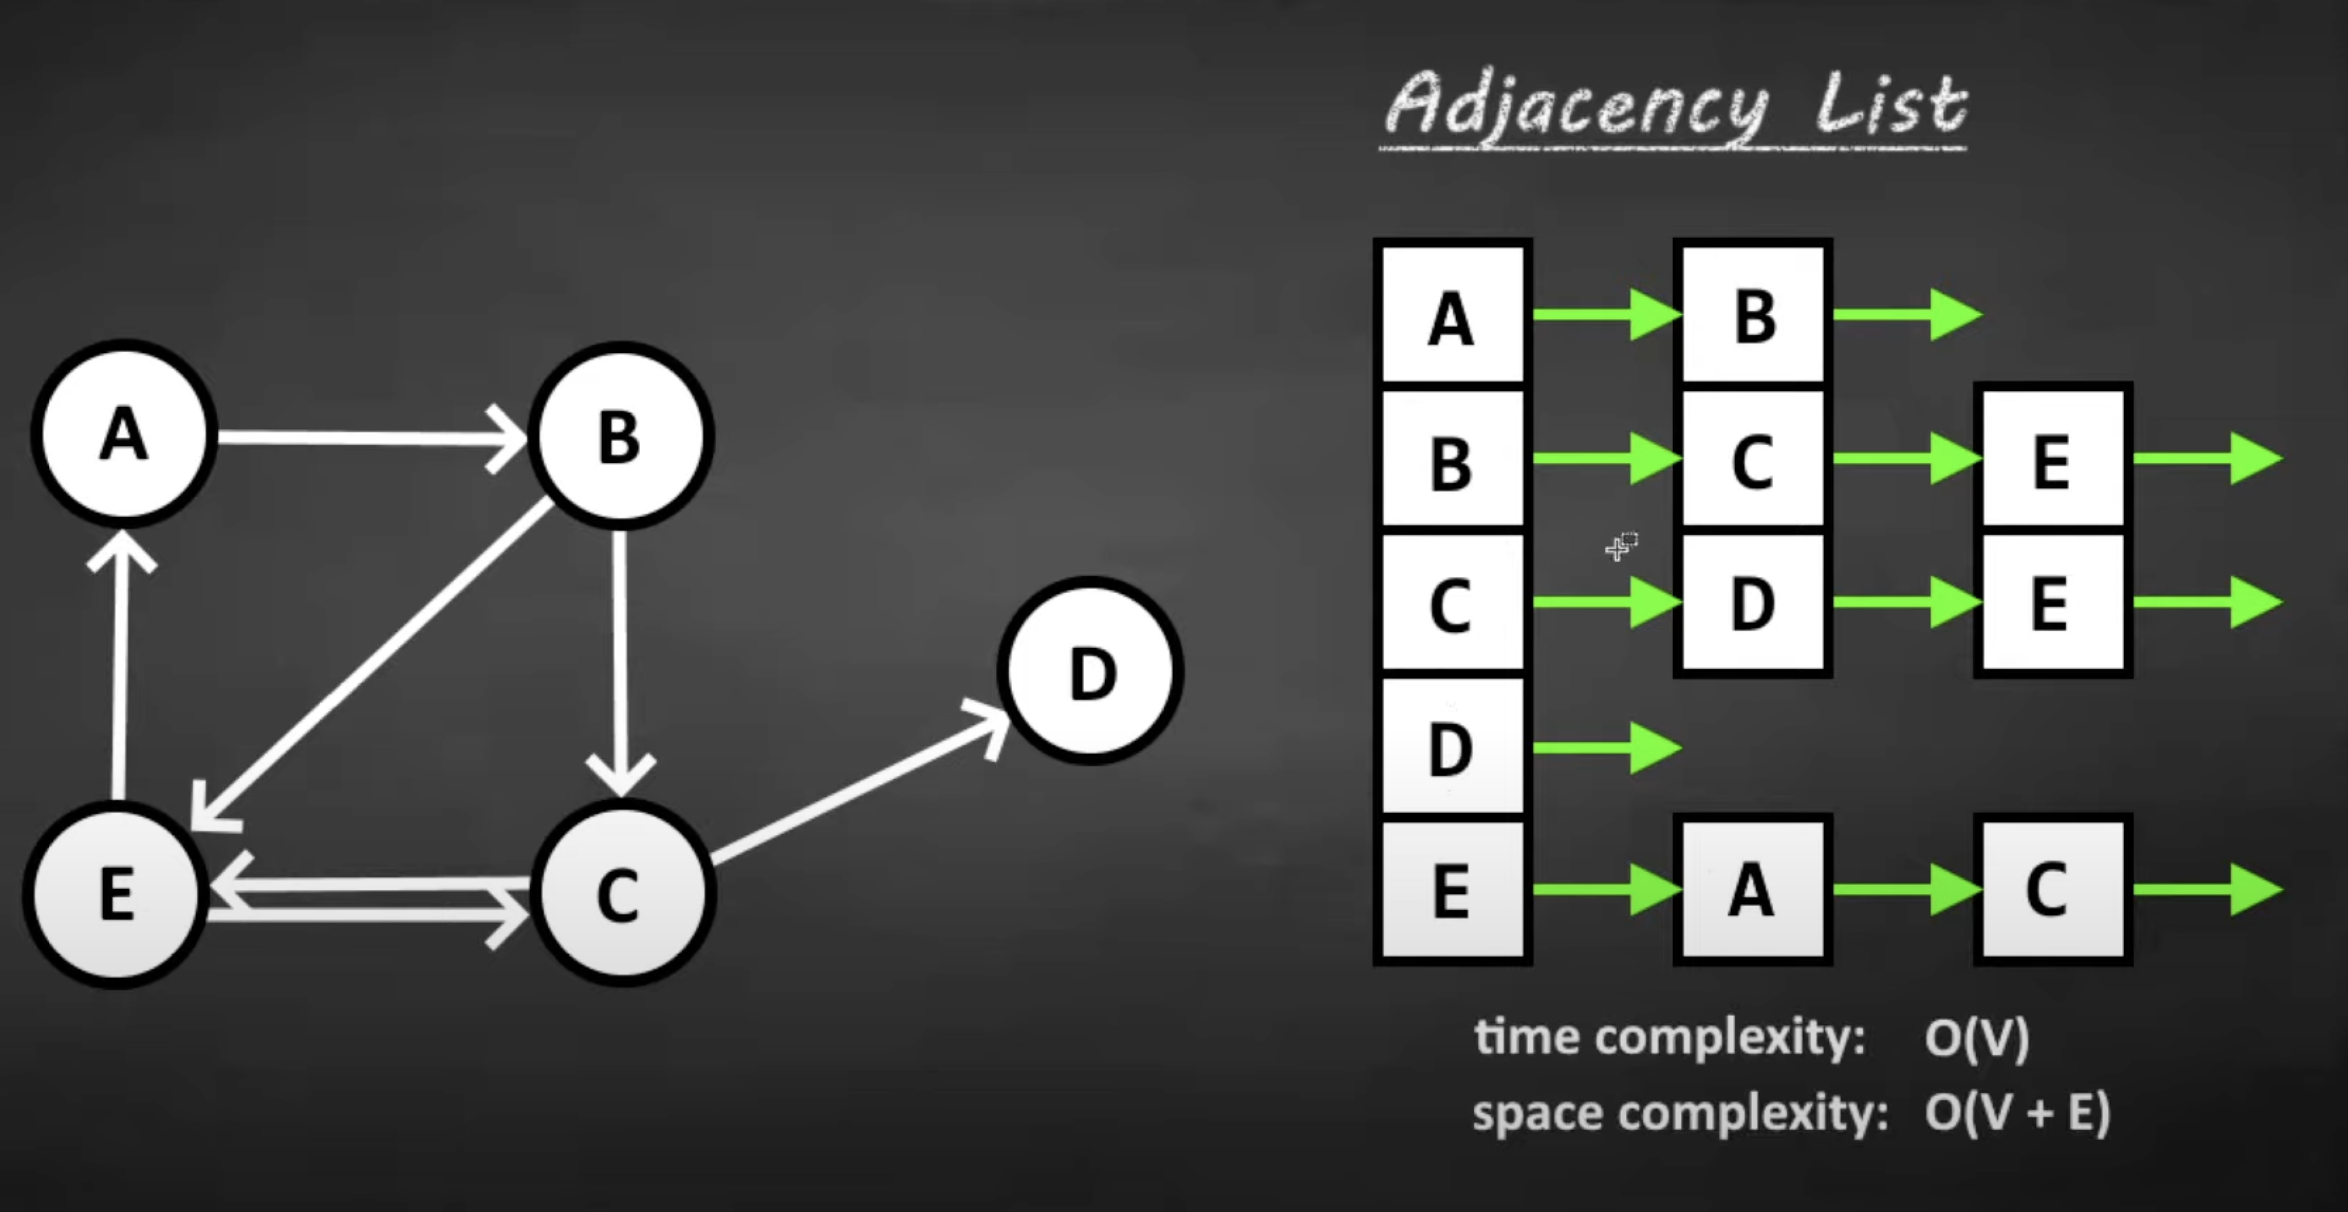 Adjacency List
A B
A B
B C E
C D E
D
D
E C
E A C
time complexity: O(V)
space complexity: O(V + E)